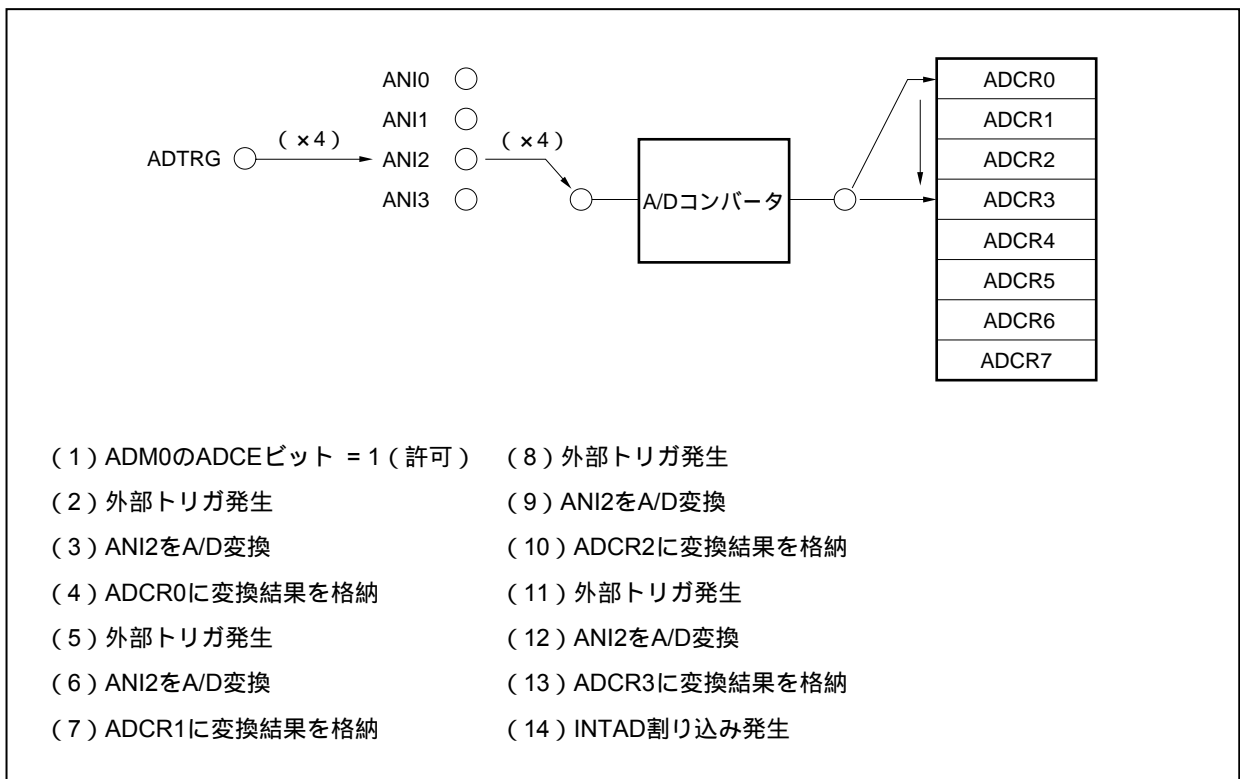 ANI0
ANI1
ADTRG
(×4)
ANI2
(×4)
ANI3
A/Dコンバータ
ADCR0
ADCR1
ADCR2
ADCR3
ADCR4
ADCR5
ADCR6
ADCR7
（1）ADM0のADCEビット = 1（許可）
（2）外部トリガ発生
（3）ANI2をA/D変換
（4）ADCR0に変換結果を格納
（5）外部トリガ発生
（6）ANI2をA/D変換
（7）ADCR1に変換結果を格納
（8）外部トリガ発生
（9）ANI2をA/D変換
（10）ADCR2に変換結果を格納
（11）外部トリガ発生
（12）ANI2をA/D変換
（13）ADCR3に変換結果を格納
（14）INTAD割り込み発生